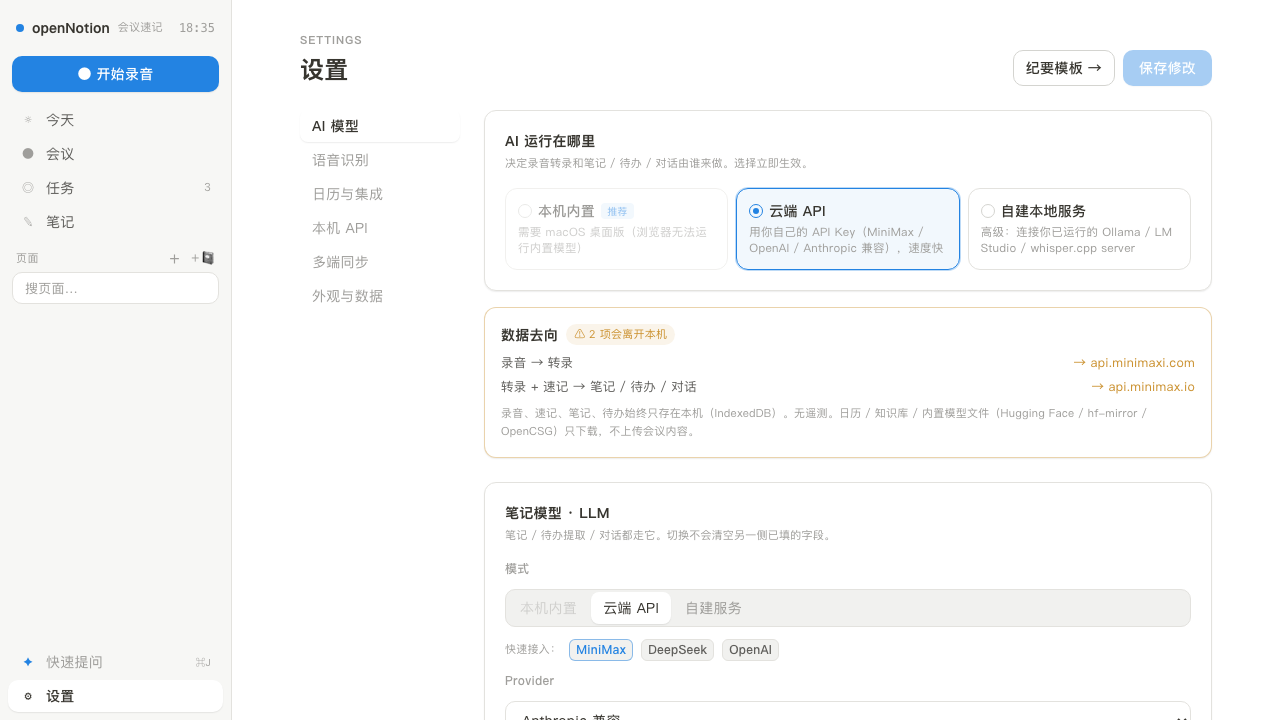 openNotion 会议速记 18:35
开始录音
今天
会议
任务 3
笔记
页面 + +
搜页面...
快速提问 ⌘J
设置
SETTINGS
设置
纪要模板 →
保存修改
AI 模型
语音识别
日历与集成
本机 API
多端同步
外观与数据
AI 运行在哪里
决定录音转录和笔记 / 待办 / 对话由谁来做。选择立即生效。
本机内置 推荐
需要 macOS 桌面版（浏览器无法运
行内置模型）
云端 API
用你自己的 API Key（MiniMax /
OpenAI / Anthropic 兼容），速度快
自建本地服务
高级：连接你已运行的 Ollama / LM
Studio / whisper.cpp server
数据去向 ⚠ 2 项会离开本机
录音 → 转录 → api.minimaxi.com
转录 + 速记 → 笔记 / 待办 / 对话 → api.minimax.io
录音、速记、笔记、待办始终只存在本机（IndexedDB）。无遥测。日历 / 知识库 / 内置模型文件（Hugging Face / hf-mirror /
OpenCSG）只下载，不上传会议内容。
笔记模型 · LLM
笔记 / 待办提取 / 对话都走它。切换不会清空另一侧已填的字段。
模式
本机内置 云端 API 自建服务
快速接入： MiniMax DeepSeek OpenAI
Provider
Anthropic 兼容